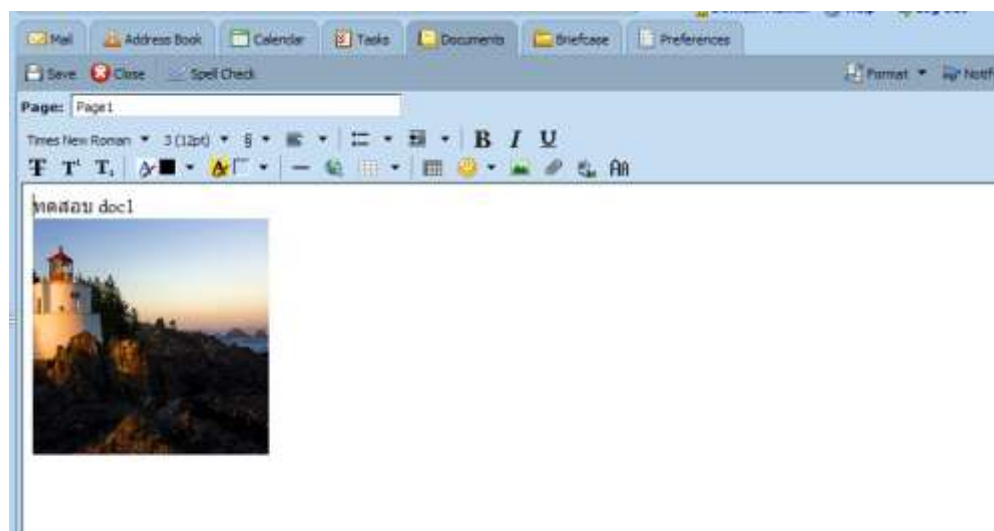 Help
Mail Address Book Calendar Tasks Documents Briefcase Preferences
Save Close Spell Check Format
Page: Page1
Times New Roman 3 (12pt) § B I U
T T T
ทดสอบ doc1